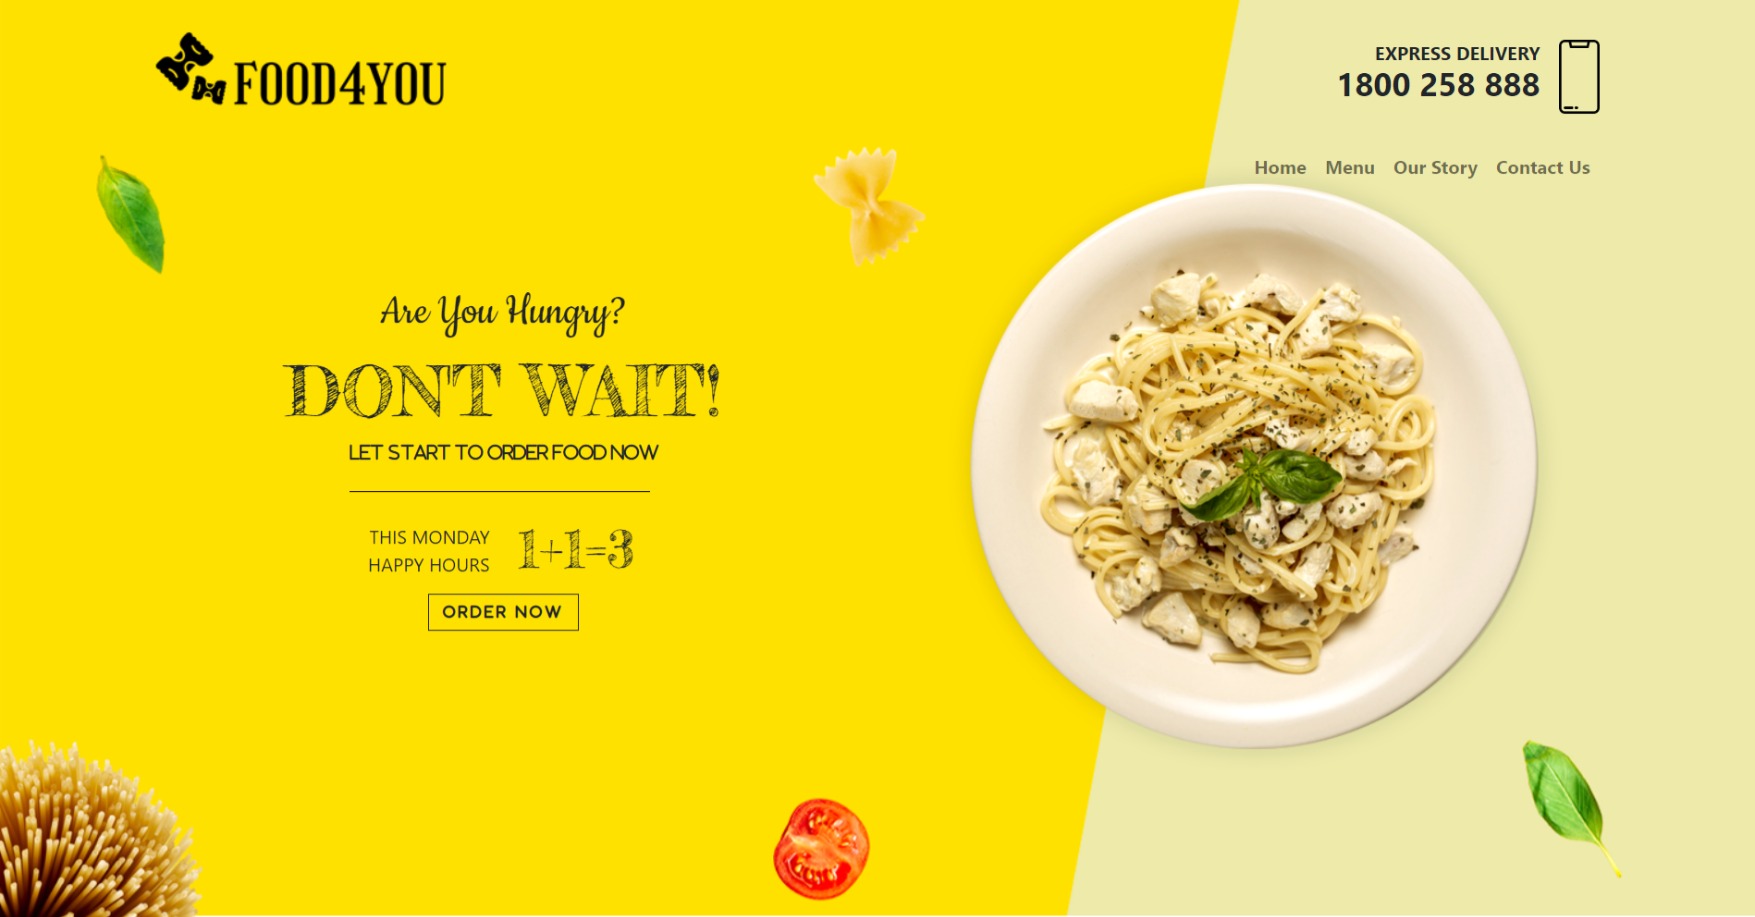 FOOD4YOU
EXPRESS DELIVERY
1800 258 888
Home Menu Our Story Contact Us
Are You Hungry?
DON'T WAIT!
LET START TO ORDER FOOD NOW
THIS MONDAY
HAPPY HOURS
1+1=3
ORDER NOW